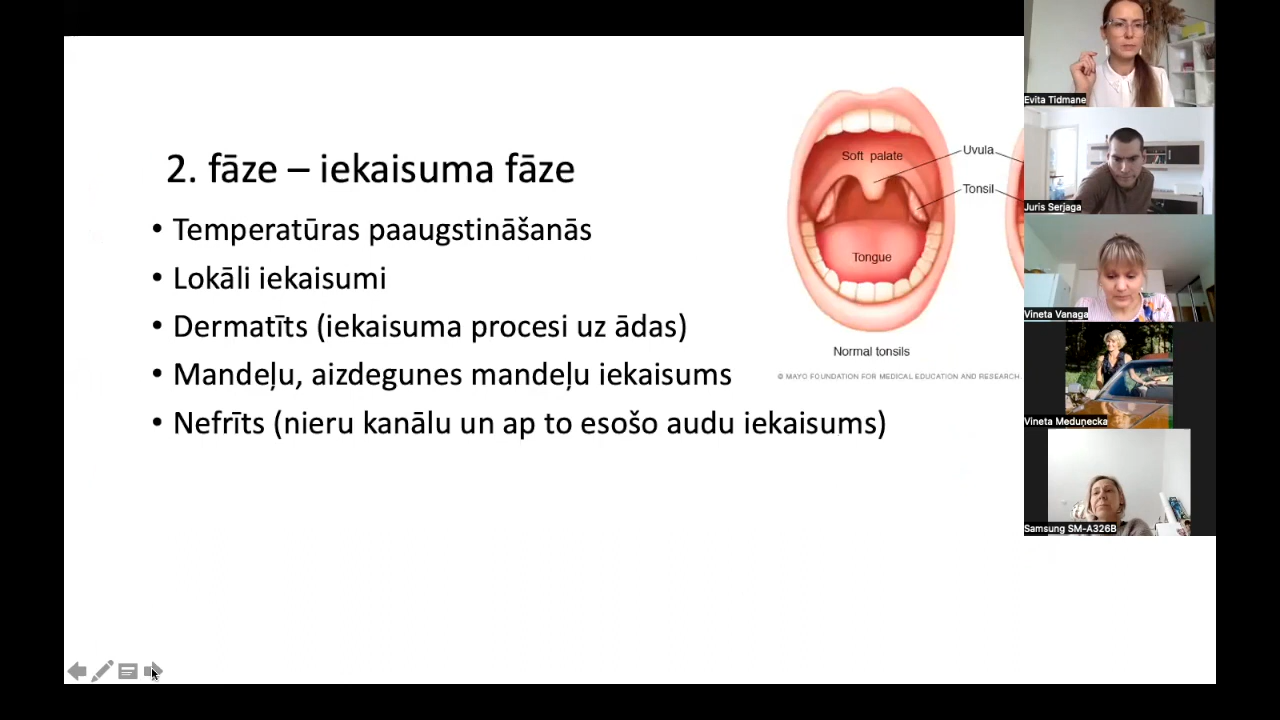 2. fāze – iekaisuma fāze
• Temperatūras paaugstināšanās
• Lokāli iekaisumi
• Dermatīts (iekaisuma procesi uz ādas)
• Mandeļu, aizdegunes mandeļu iekaisums
• Nefrīts (nieru kanālu un ap to esošo audu iekaisums)
Soft palate
Uvula
Tonsil
Tongue
Normal tonsils
© MAYO FOUNDATION FOR MEDICAL EDUCATION AND RESEARCH.
Evita Tidmane
Juris Serjaga
Vineta Vanaga
Vineta Meduņecka
Samsung SM-A326B